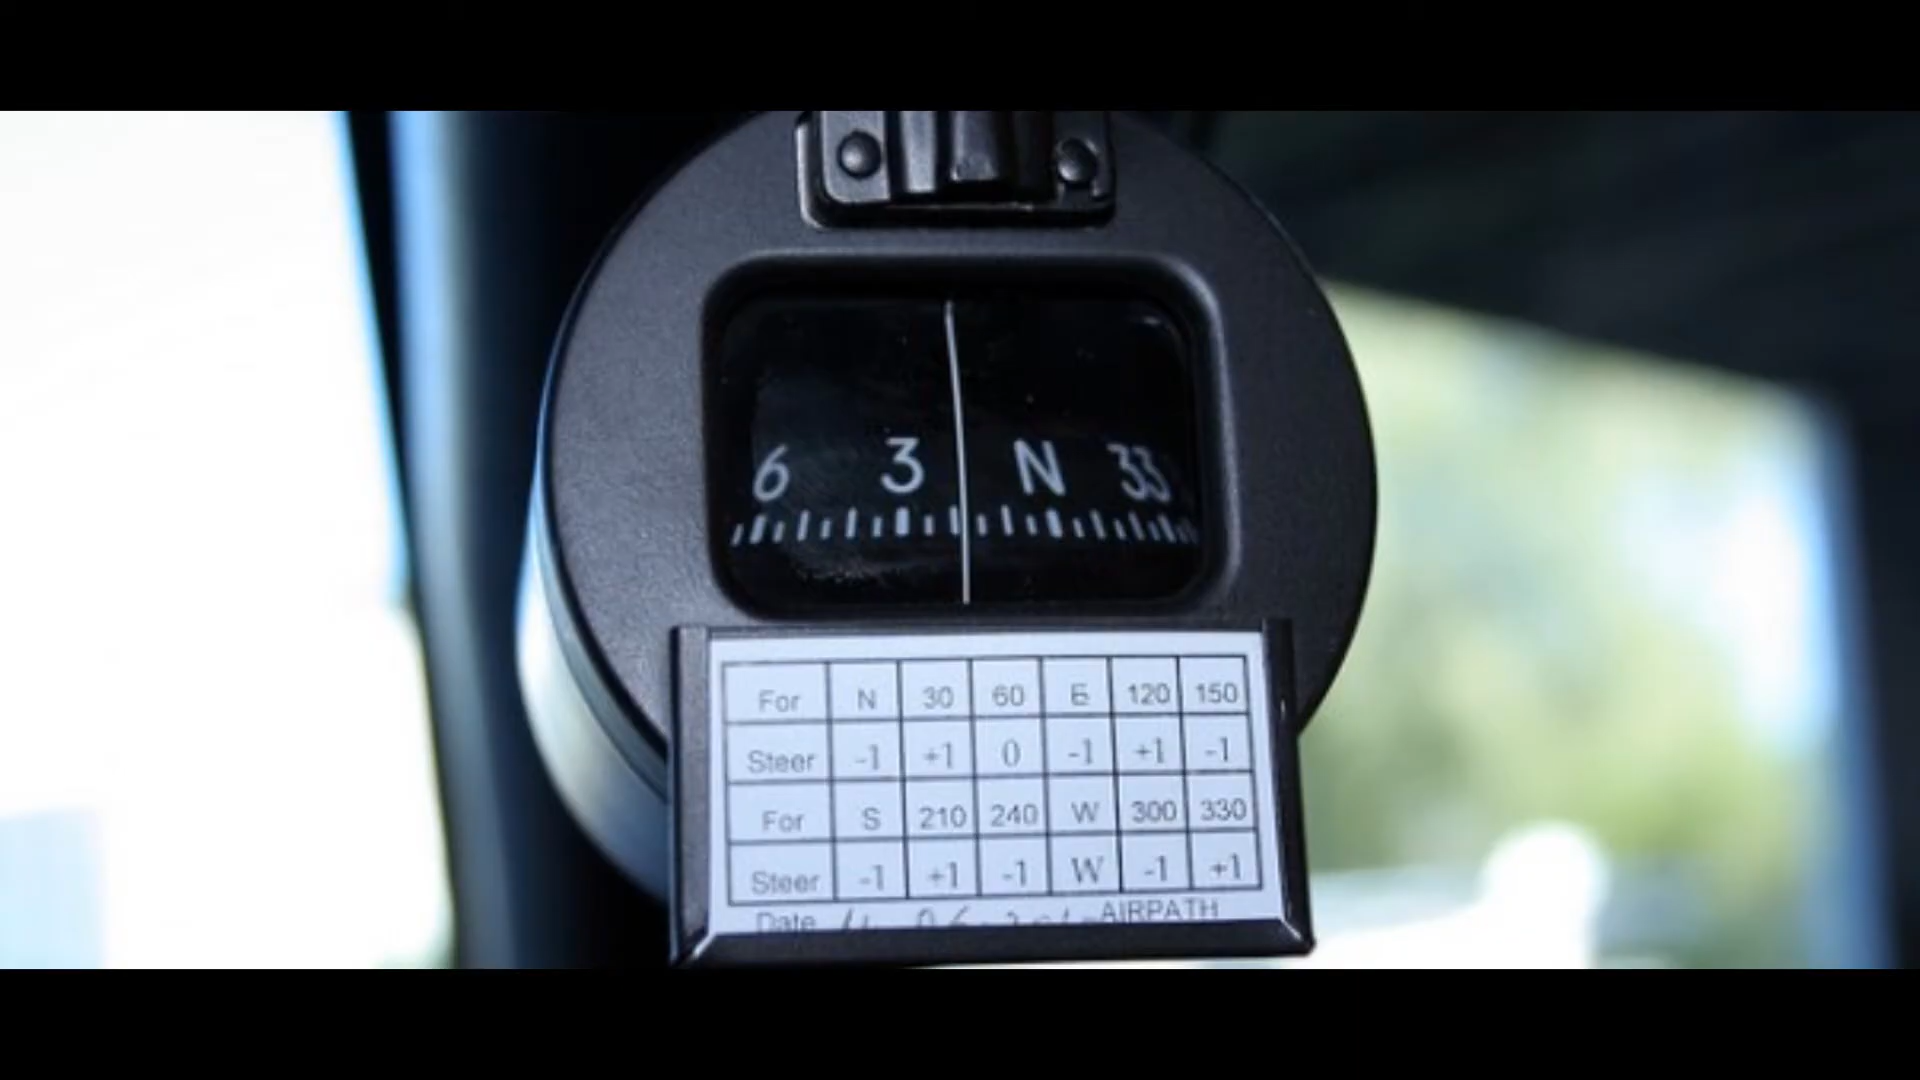 6 3 N 33
For N 30 60 E 120 150
Steer -1 +1 0 -1 +1 -1
For S 210 240 W 300 330
Steer -1 +1 -1 W -1 +1
Date AIRPATH